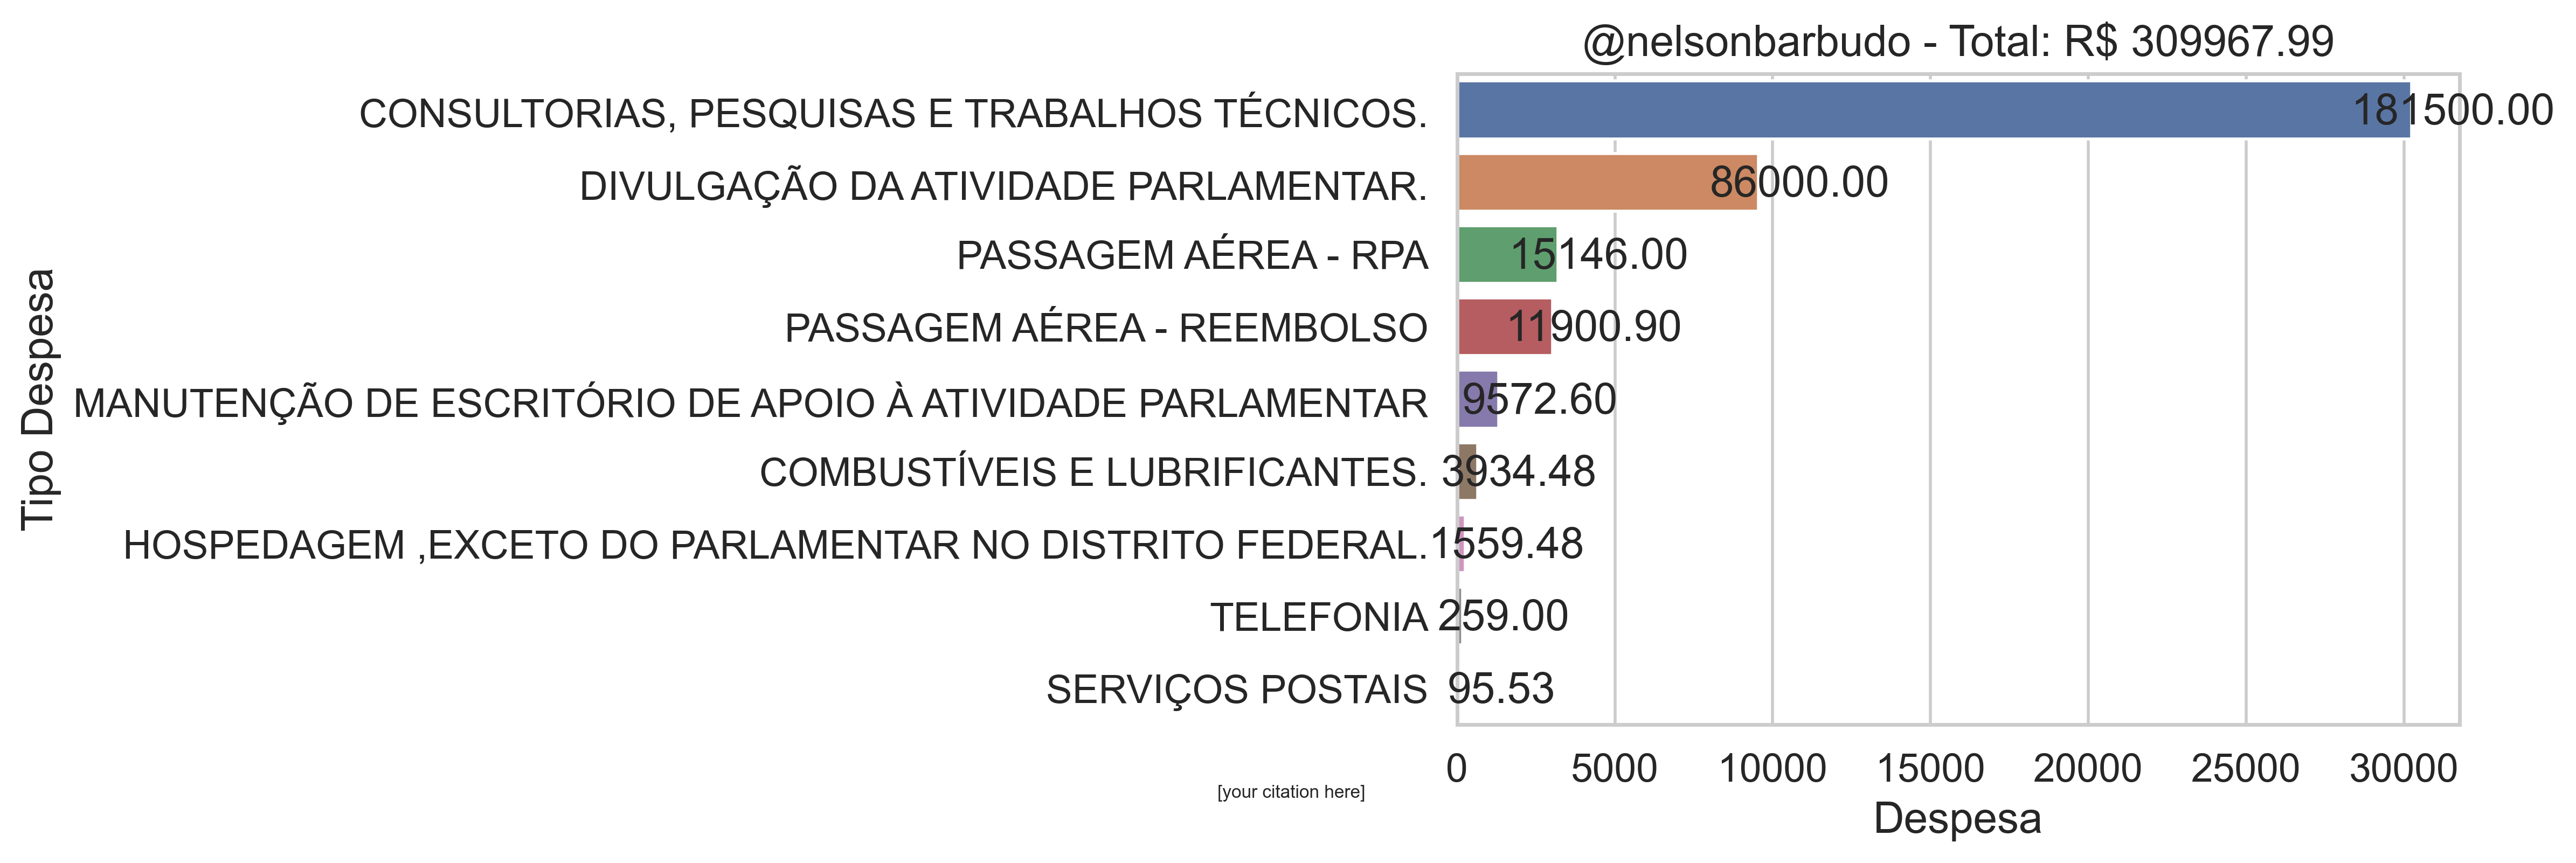 @nelsonbarbudo - Total: R$ 309967.99
Tipo Despesa
CONSULTORIAS, PESQUISAS E TRABALHOS TÉCNICOS. 181500.00
DIVULGAÇÃO DA ATIVIDADE PARLAMENTAR. 86000.00
PASSAGEM AÉREA - RPA 15146.00
PASSAGEM AÉREA - REEMBOLSO 11900.90
MANUTENÇÃO DE ESCRITÓRIO DE APOIO À ATIVIDADE PARLAMENTAR 9572.60
COMBUSTÍVEIS E LUBRIFICANTES. 3934.48
HOSPEDAGEM ,EXCETO DO PARLAMENTAR NO DISTRITO FEDERAL. 1559.48
TELEFONIA 259.00
SERVIÇOS POSTAIS 95.53
0 5000 10000 15000 20000 25000 30000
[your citation here]
Despesa